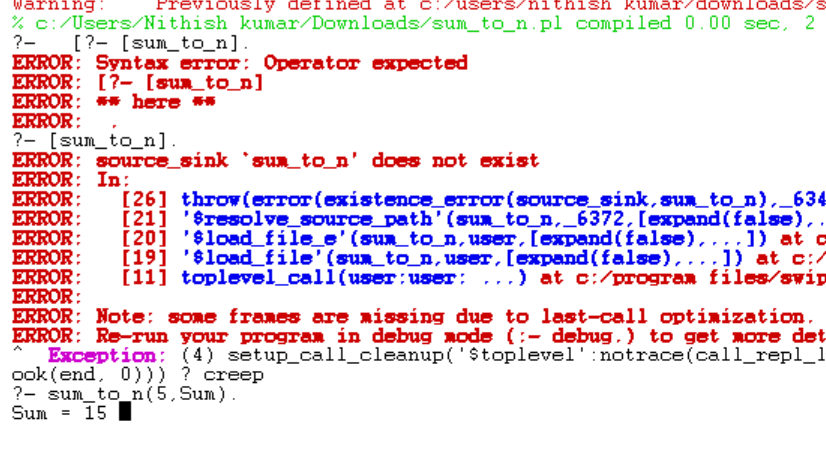 Warning:    Previously defined at c:/users/nithish kumar/downloads/s
% c:/Users/Nithish kumar/Downloads/sum_to_n.pl compiled 0.00 sec, 2
?-   [?- [sum_to_n].
ERROR: Syntax error: Operator expected
ERROR: [?- [sum_to_n]
ERROR: ** here **
ERROR:  .
?- [sum_to_n].
ERROR: source_sink `sum_to_n' does not exist
ERROR: In:
ERROR:   [26] throw(error(existence_error(source_sink,sum_to_n),_634
ERROR:   [21] '$resolve_source_path'(sum_to_n,_6372,[expand(false),..
ERROR:   [20] '$load_file_e'(sum_to_n,user,[expand(false),...]) at c
ERROR:   [19] '$load_file'(sum_to_n,user,[expand(false),...]) at c:/
ERROR:   [11] toplevel_call(user:user: ...) at c:/program files/swip
ERROR:
ERROR: Note: some frames are missing due to last-call optimization.
ERROR: Re-run your program in debug mode (:- debug.) to get more det
^  Exception: (4) setup_call_cleanup('$toplevel':notrace(call_repl_l
ook(end, 0))) ? creep
?- sum_to_n(5,Sum).
Sum = 15